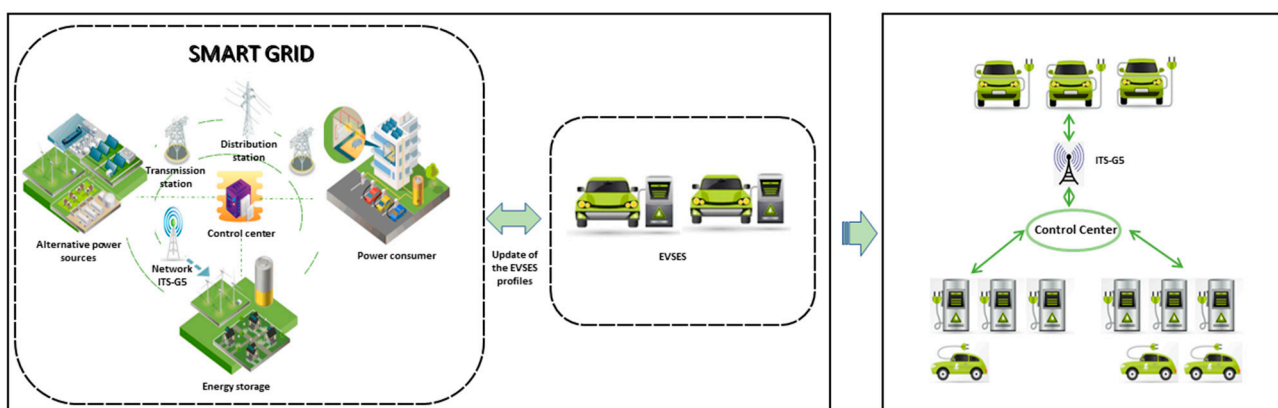 SMART GRID
Distribution
station
Transmission
station
Control center
Alternative power
sources
Network
ITS-G5
Power consumer
Energy storage
Update of
the EVSES
profiles
EVSES
ITS-G5
Control Center